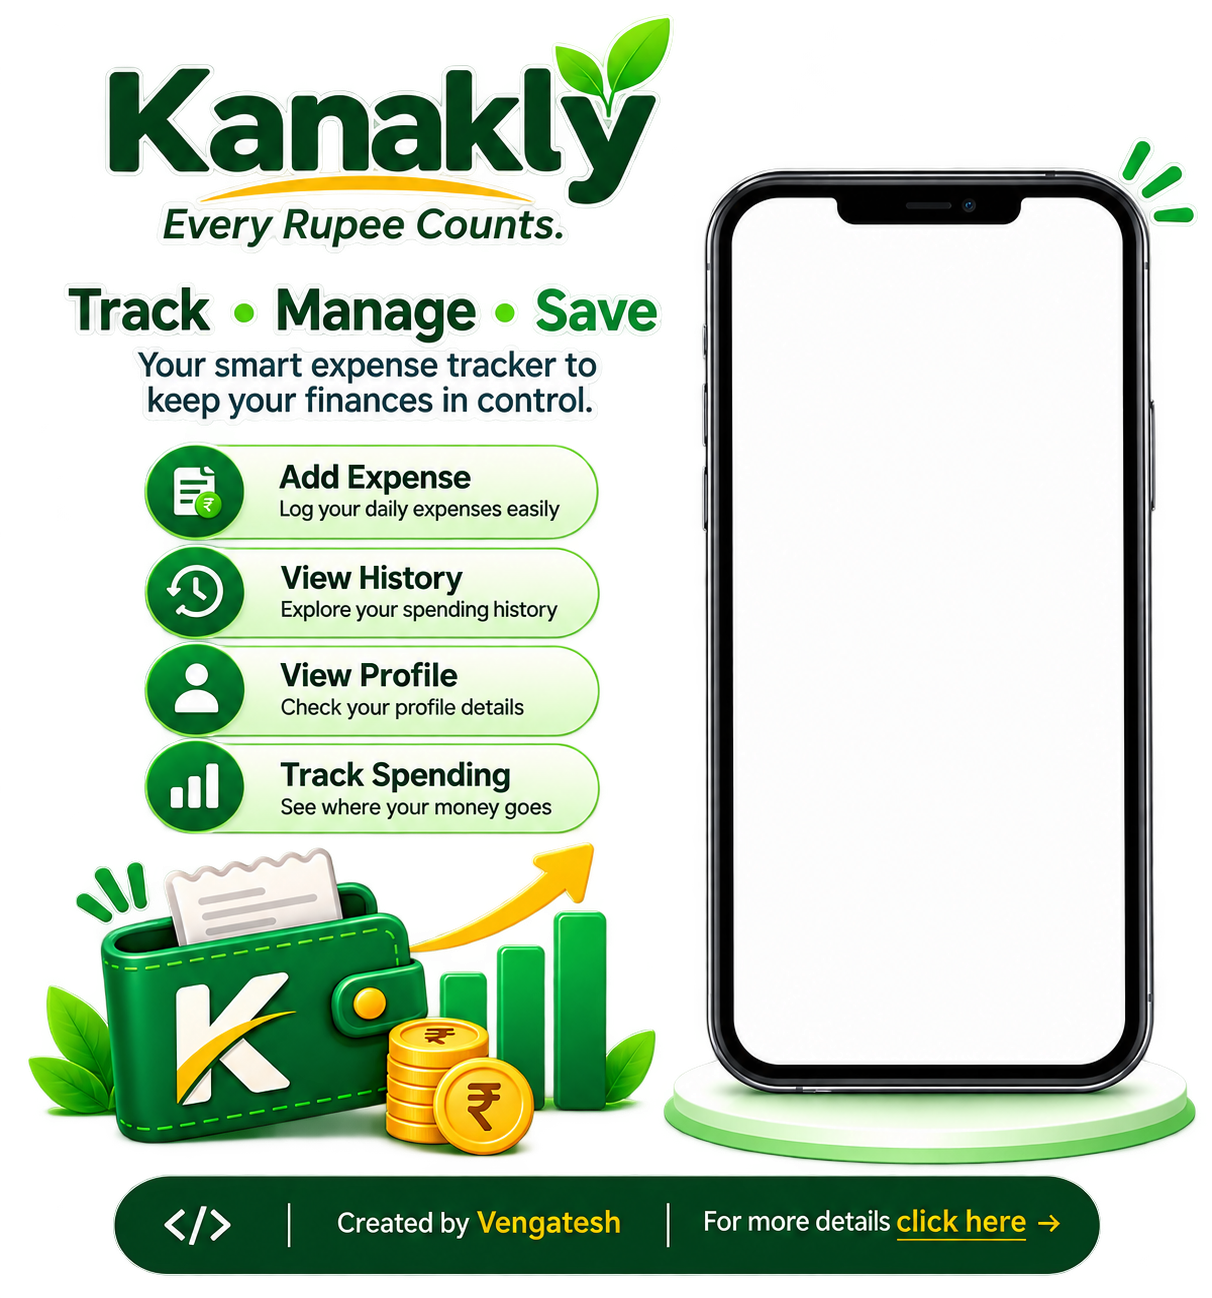 Kanakly
Every Rupee Counts.
Track • Manage • Save
Your smart expense tracker to
keep your finances in control.
₹
Add Expense
Log your daily expenses easily
View History
Explore your spending history
View Profile
Check your profile details
Track Spending
See where your money goes
K
₹
₹
</> | Created by Vengatesh | For more details click here →